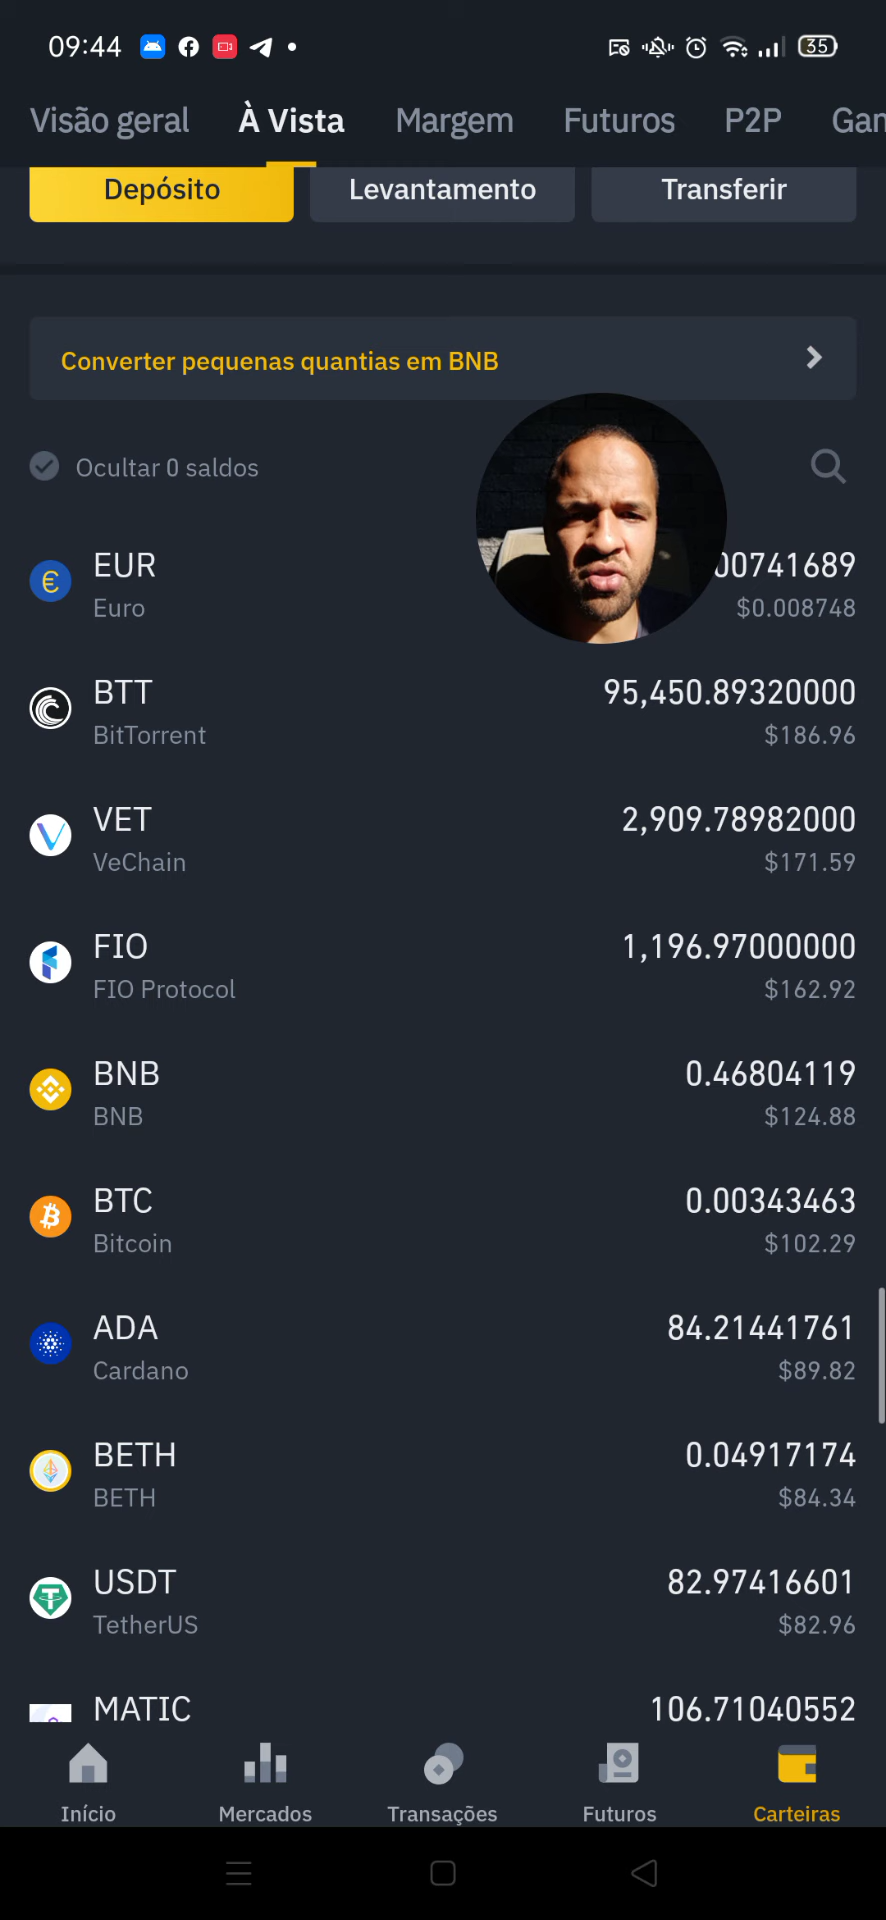 09:44
35
Visão geral À Vista Margem Futuros P2P Gan
Depósito Levantamento Transferir
Converter pequenas quantias em BNB
Ocultar 0 saldos
EUR 00741689
Euro $0.008748
BTT 95,450.89320000
BitTorrent $186.96
VET 2,909.78982000
VeChain $171.59
FIO 1,196.97000000
FIO Protocol $162.92
BNB 0.46804119
BNB $124.88
BTC 0.00343463
Bitcoin $102.29
ADA 84.21441761
Cardano $89.82
BETH 0.04917174
BETH $84.34
USDT 82.97416601
TetherUS $82.96
MATIC 106.71040552
Início Mercados Transações Futuros Carteiras